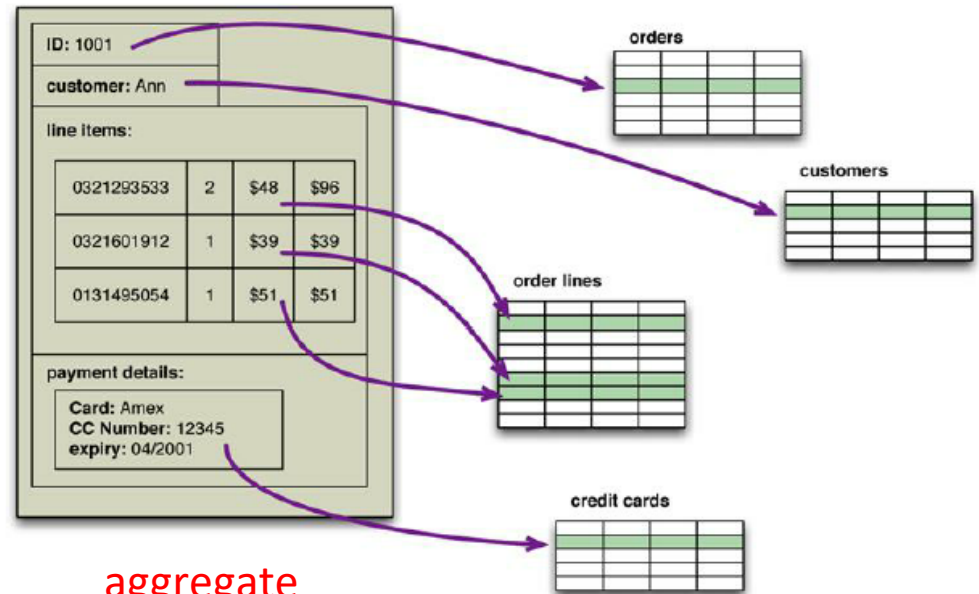 ID: 1001
customer: Ann
line items:
0321293533 2 $48 $96
0321601912 1 $39 $39
0131495054 1 $51 $51
payment details:
Card: Amex
CC Number: 12345
expiry: 04/2001
orders
customers
order lines
credit cards
aggregate